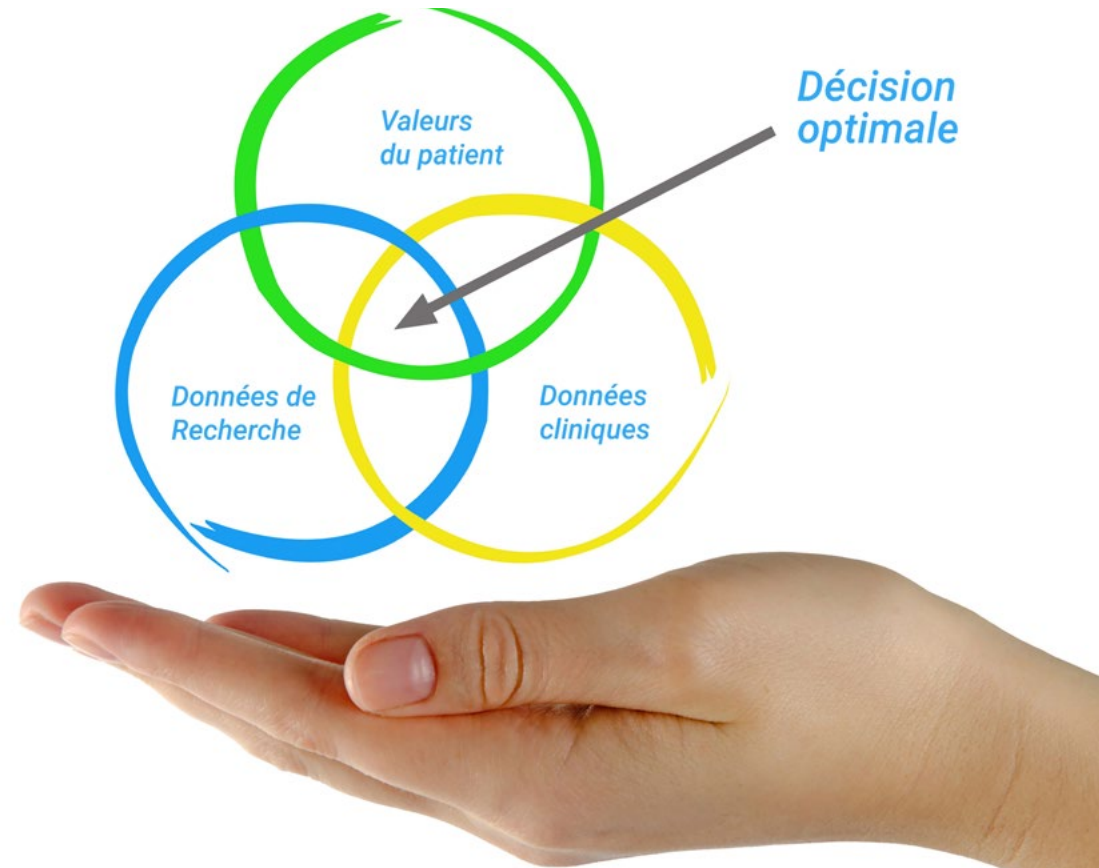 Valeurs
du patient
Décision
optimale
Données de
Recherche
Données
cliniques